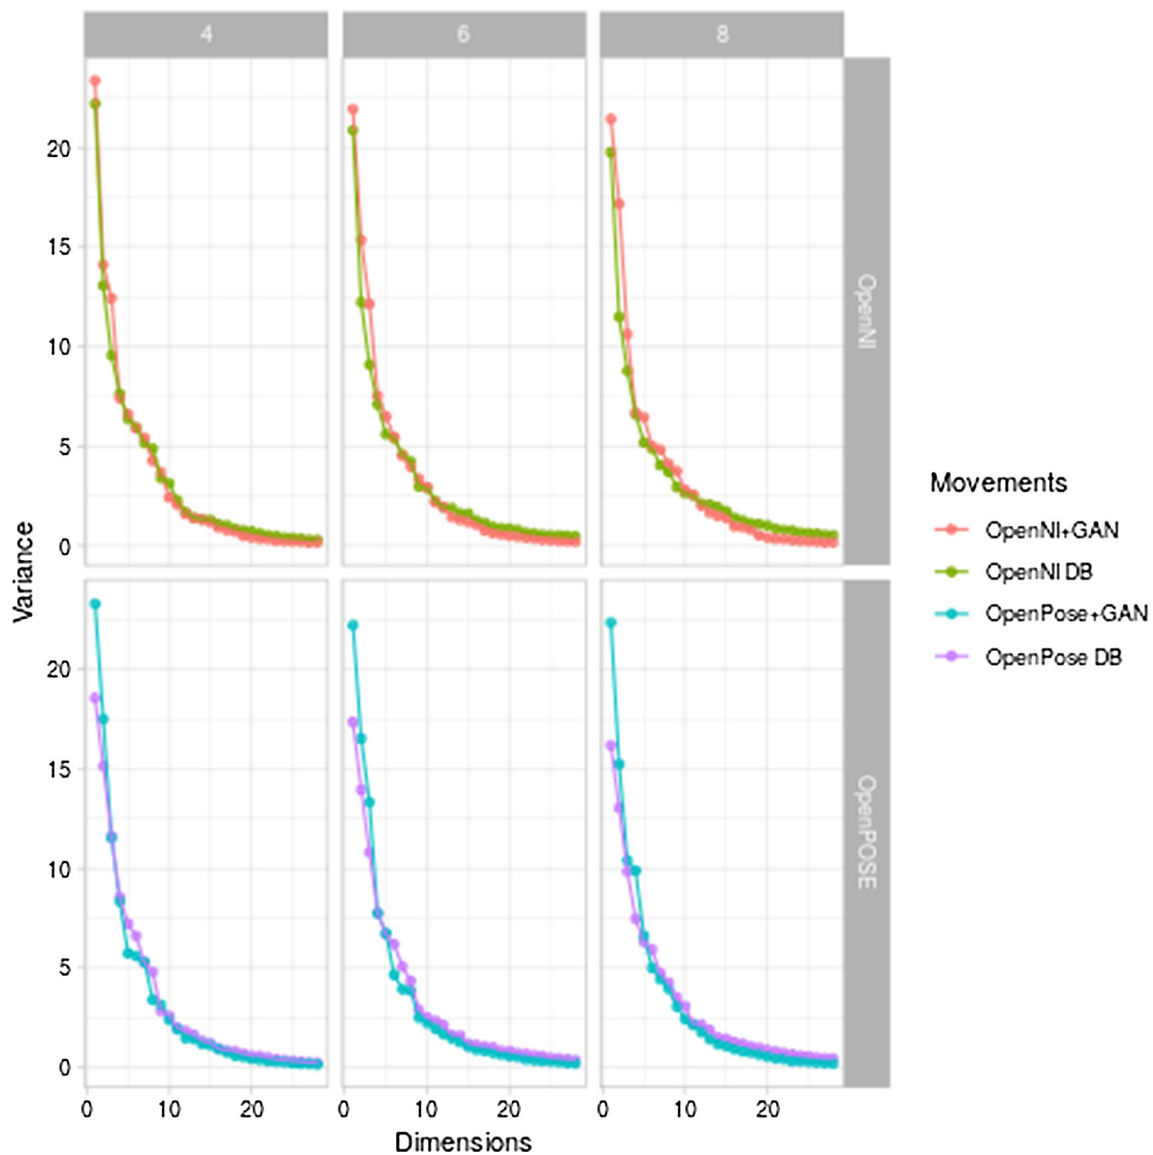 4 6 8
20
15
10
5
0
OpenNI
20
15
10
5
0
OpenPOSE
0 10 20 0 10 20 0 10 20
Dimensions
Variance
Movements
OpenNI+GAN
OpenNI DB
OpenPose+GAN
OpenPose DB